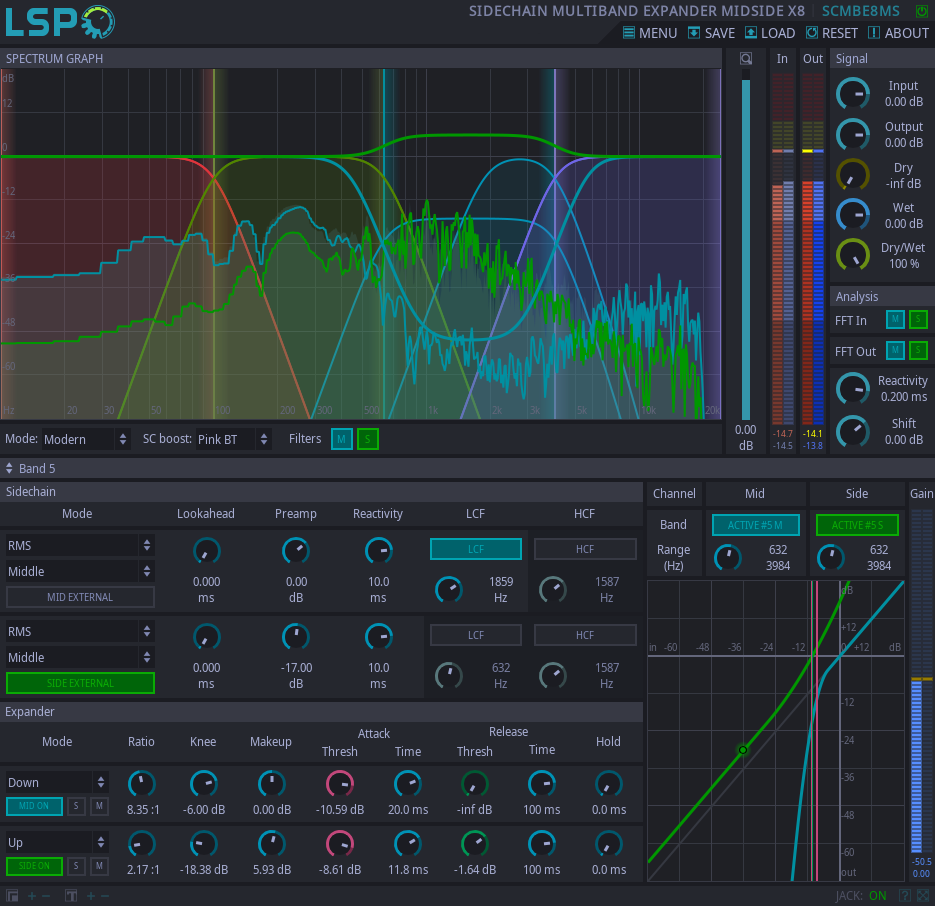 LSP
SIDECHAIN MULTIBAND EXPANDER MIDSIDE X8 SCMBE8MS
MENU SAVE LOAD RESET ABOUT
SPECTRUM GRAPH
In Out
Signal
dB
12
0
-12
-24
-36
-48
-60
Hz 20 30 50 100 200 300 500 1k 2k 3k 5k 10k 20k
0.00
dB
-14.7 -14.1
-14.5 -13.8
Input
0.00 dB
Output
0.00 dB
Dry
-inf dB
Wet
0.00 dB
Dry/Wet
100 %
Analysis
FFT In M S
FFT Out M S
Reactivity
0.200 ms
Shift
0.00 dB
Mode: Modern SC boost: Pink BT Filters M S
Band 5
Sidechain
Mode Lookahead Preamp Reactivity LCF HCF
RMS
Middle
MID EXTERNAL
0.000
ms
0.00
dB
10.0
ms
LCF
1859
Hz
HCF
1587
Hz
RMS
Middle
SIDE EXTERNAL
0.000
ms
-17.00
dB
10.0
ms
LCF
632
Hz
HCF
1587
Hz
Expander
Mode Ratio Knee Makeup Attack Release Hold
Thresh Time Thresh Time
Down
MID ON S M
8.35 :1 -6.00 dB 0.00 dB -10.59 dB 20.0 ms -inf dB 100 ms 0.0 ms
Up
SIDE ON S M
2.17 :1 -18.38 dB 5.93 dB -8.61 dB 11.8 ms -1.64 dB 100 ms 0.0 ms
Channel Mid Side Gain
Band ACTIVE #5 M ACTIVE #5 S
Range
(Hz)
632
3984
632
3984
dB
+12
in -60 -48 -36 -24 -12 0 +12 dB
-12
-24
-36
-48
-60
out
-50.5
0.00
JACK: ON ?